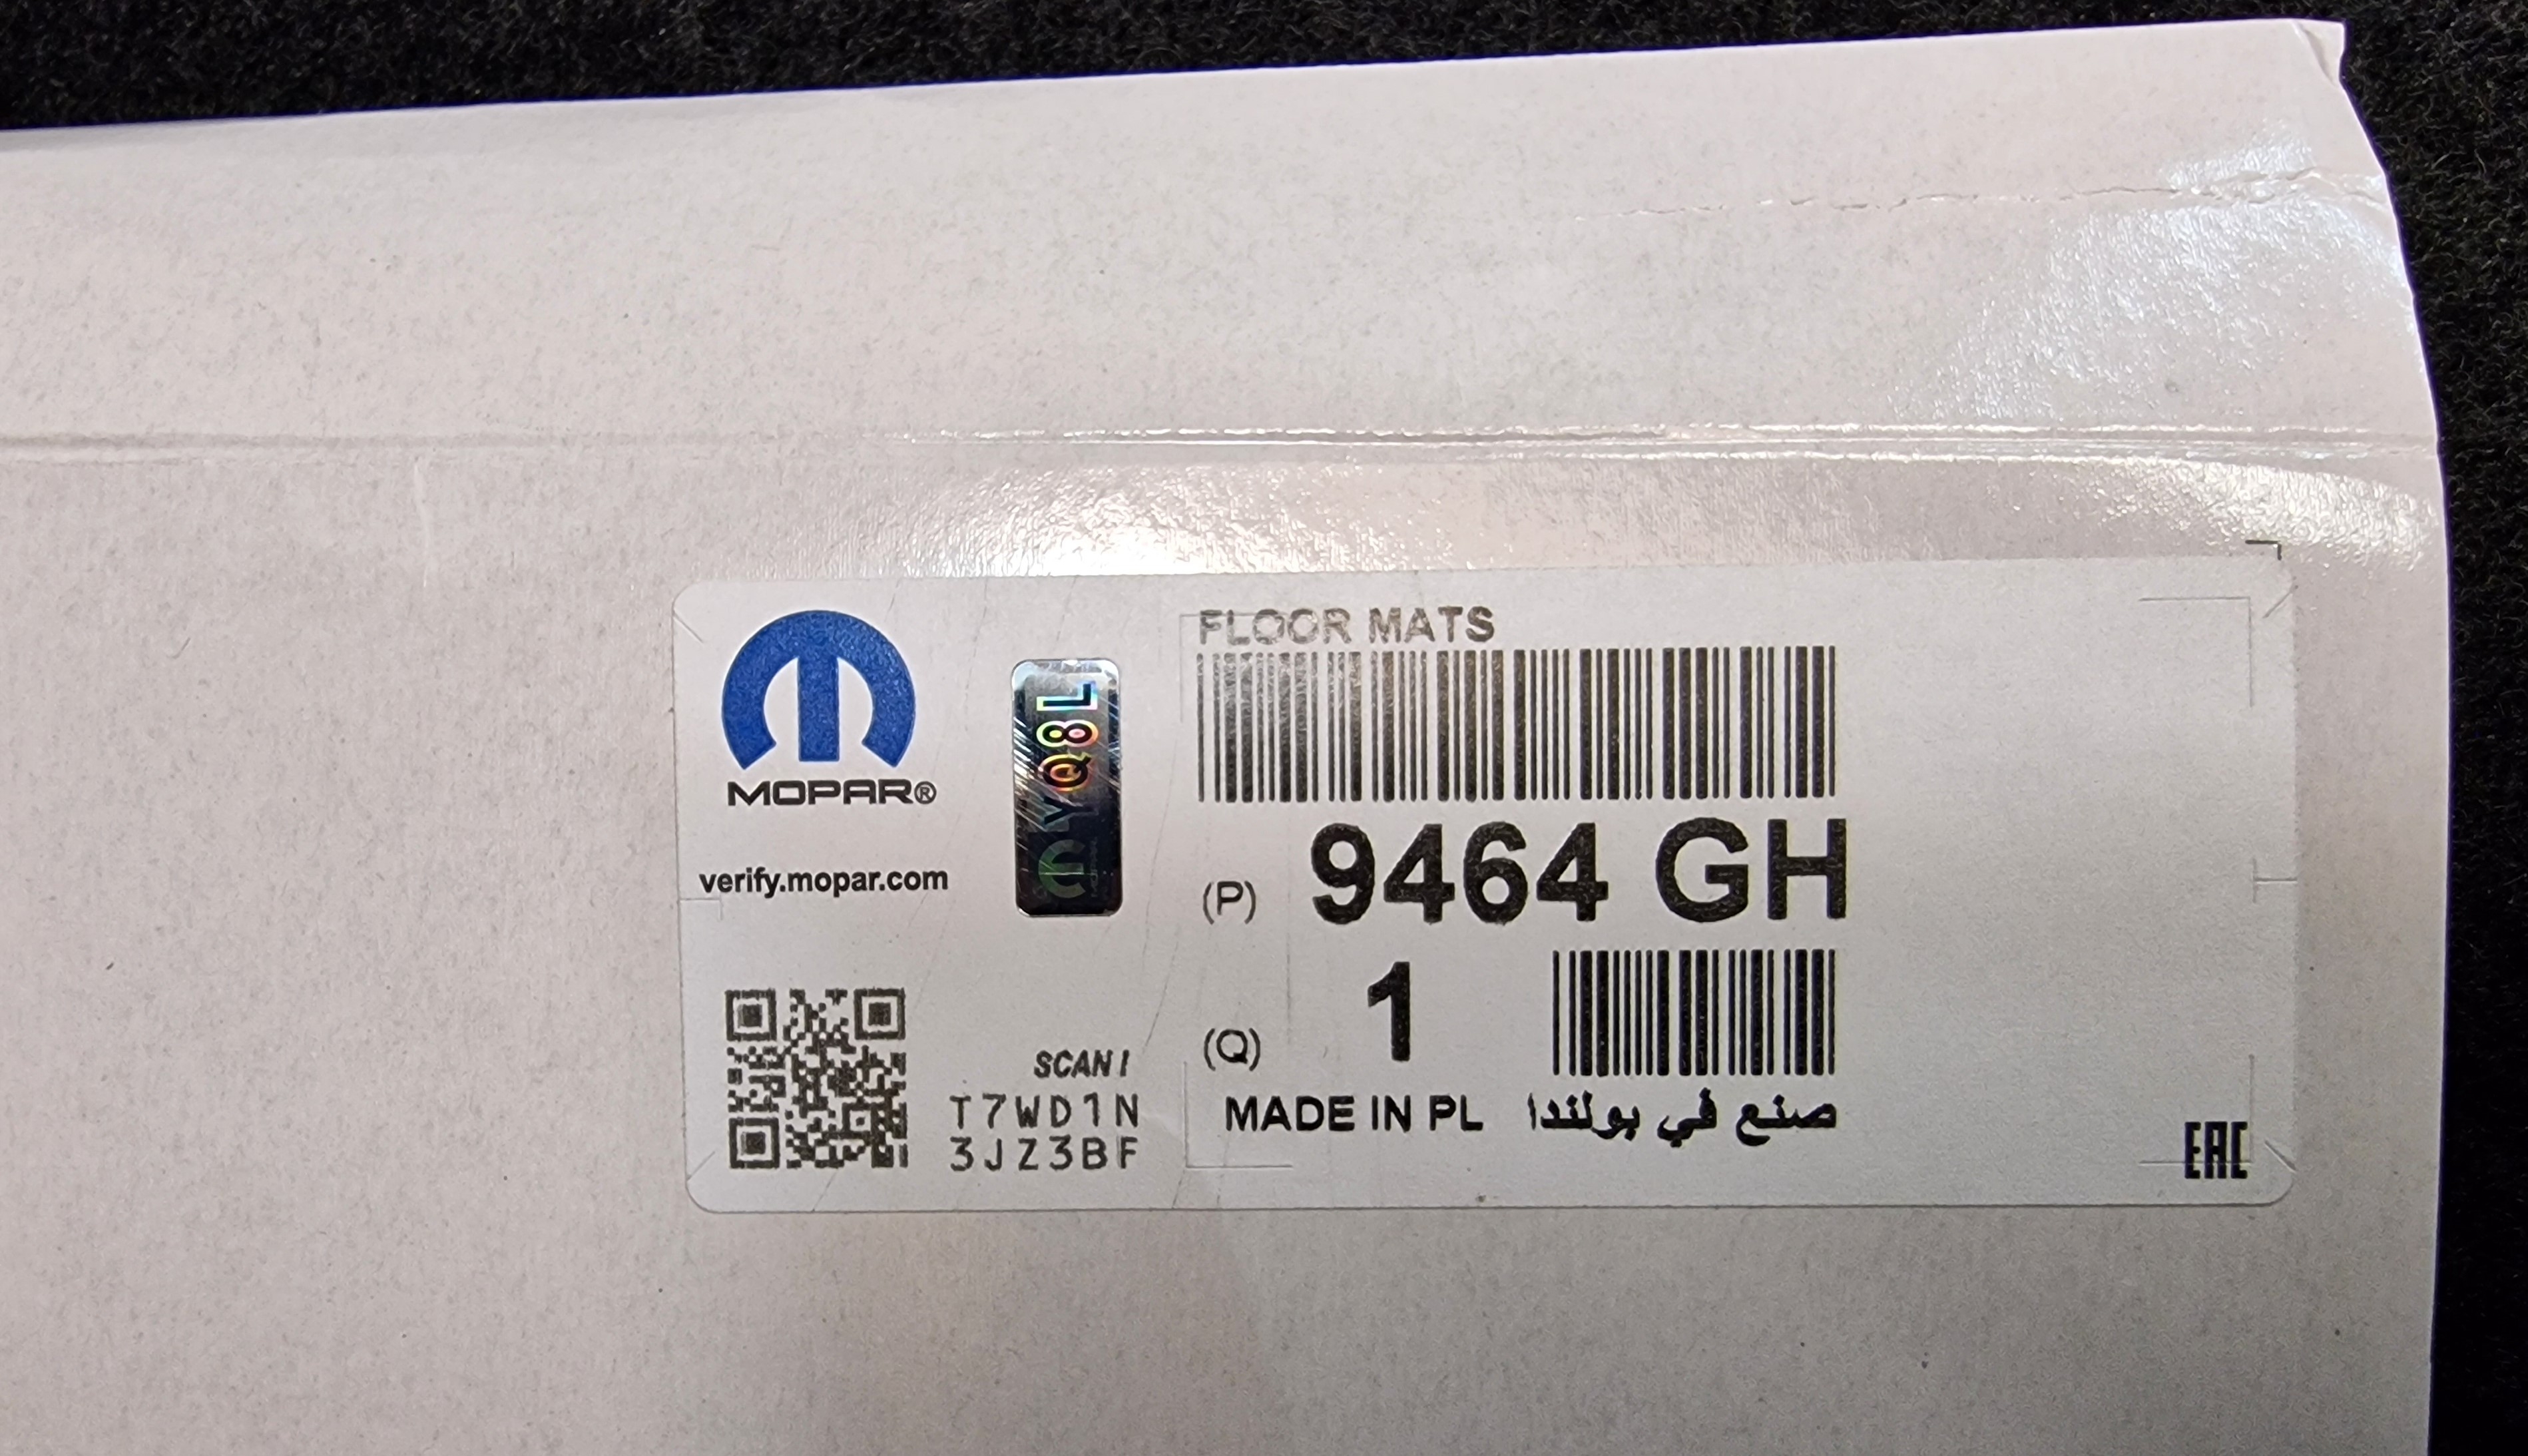 MOPAR®
verify.mopar.com
YQ8L
SCAN !
T7WD1N
3JZ3BF
FLOOR MATS
(P) 9464 GH
(Q) 1
MADE IN PL صنع في بولندا
EAC